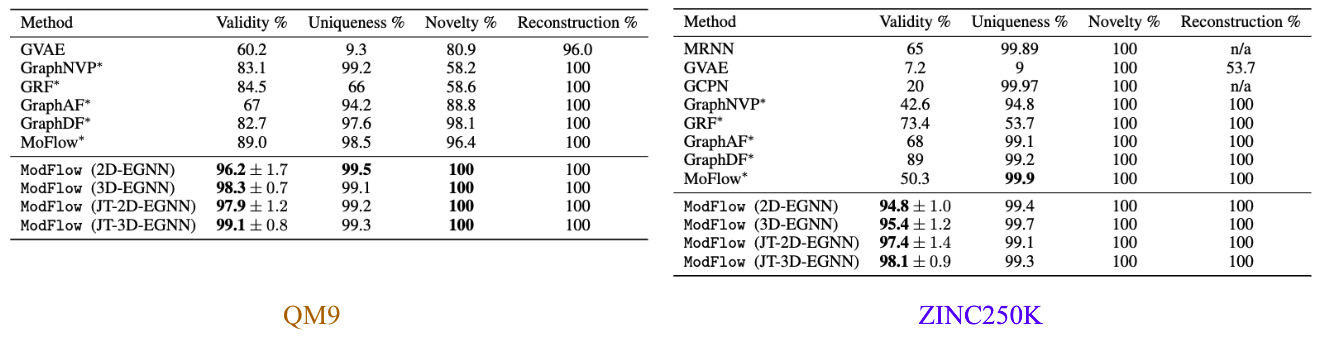 Method Validity % Uniqueness % Novelty % Reconstruction %
GVAE 60.2 9.3 80.9 96.0
GraphNVP* 83.1 99.2 58.2 100
GRF* 84.5 66 58.6 100
GraphAF* 67 94.2 88.8 100
GraphDF* 82.7 97.6 98.1 100
MoFlow* 89.0 98.5 96.4 100
ModFlow (2D-EGNN) 96.2 ± 1.7 99.5 100 100
ModFlow (3D-EGNN) 98.3 ± 0.7 99.1 100 100
ModFlow (JT-2D-EGNN) 97.9 ± 1.2 99.2 100 100
ModFlow (JT-3D-EGNN) 99.1 ± 0.8 99.3 100 100
QM9
Method Validity % Uniqueness % Novelty % Reconstruction %
MRNN 65 99.89 100 n/a
GVAE 7.2 9 100 53.7
GCPN 20 99.97 100 n/a
GraphNVP* 42.6 94.8 100 100
GRF* 73.4 53.7 100 100
GraphAF* 68 99.1 100 100
GraphDF* 89 99.2 100 100
MoFlow* 50.3 99.9 100 100
ModFlow (2D-EGNN) 94.8 ± 1.0 99.4 100 100
ModFlow (3D-EGNN) 95.4 ± 1.2 99.7 100 100
ModFlow (JT-2D-EGNN) 97.4 ± 1.4 99.1 100 100
ModFlow (JT-3D-EGNN) 98.1 ± 0.9 99.3 100 100
ZINC250K